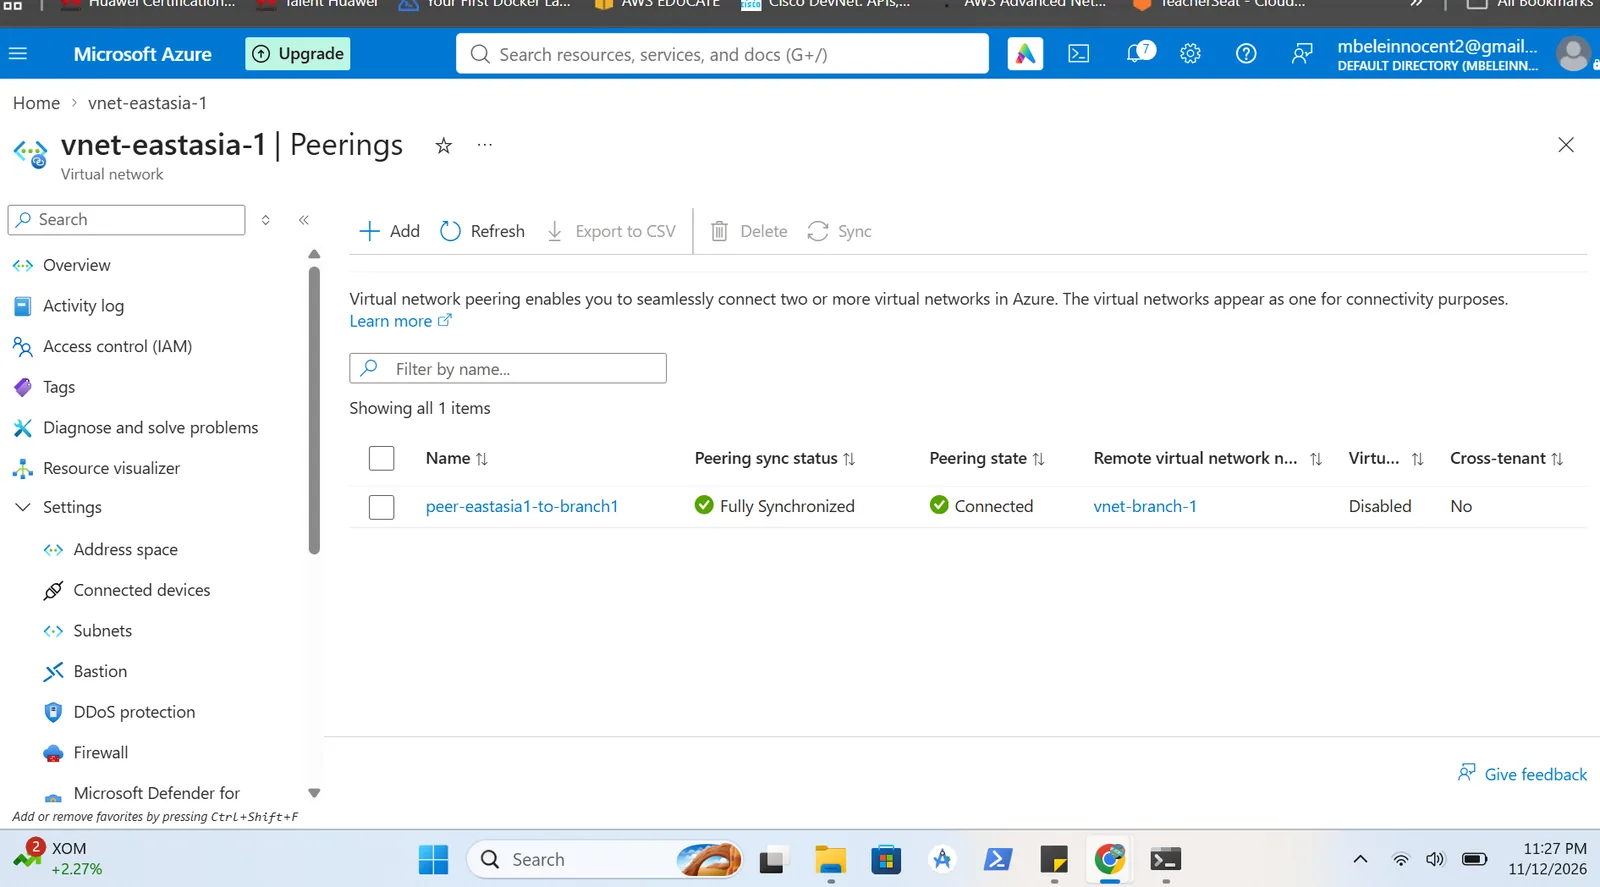 Huawei Certification...
Talent Huawei
Your First Docker La...
AWS EDUCATE
cisco
Cisco DevNet: APIs,...
AWS Advanced Net...
TeacherSeat - Cloud...
All Bookmarks
Microsoft Azure
Upgrade
Search resources, services, and docs (G+/)
7
mbeleinnocent2@gmail...
DEFAULT DIRECTORY (MBELEINN...
Home > vnet-eastasia-1
vnet-eastasia-1 | Peerings
Virtual network
Search
Add
Refresh
Export to CSV
Delete
Sync
Overview
Activity log
Access control (IAM)
Tags
Diagnose and solve problems
Resource visualizer
Settings
Address space
Connected devices
Subnets
Bastion
DDoS protection
Firewall
Microsoft Defender for
Add or remove favorites by pressing Ctrl+Shift+F
Virtual network peering enables you to seamlessly connect two or more virtual networks in Azure. The virtual networks appear as one for connectivity purposes.
Learn more
Filter by name...
Showing all 1 items
Name Peering sync status Peering state Remote virtual network n... Virtu... Cross-tenant
peer-eastasia1-to-branch1 Fully Synchronized Connected vnet-branch-1 Disabled No
Give feedback
2
XOM
+2.27%
Search
11:27 PM
11/12/2026